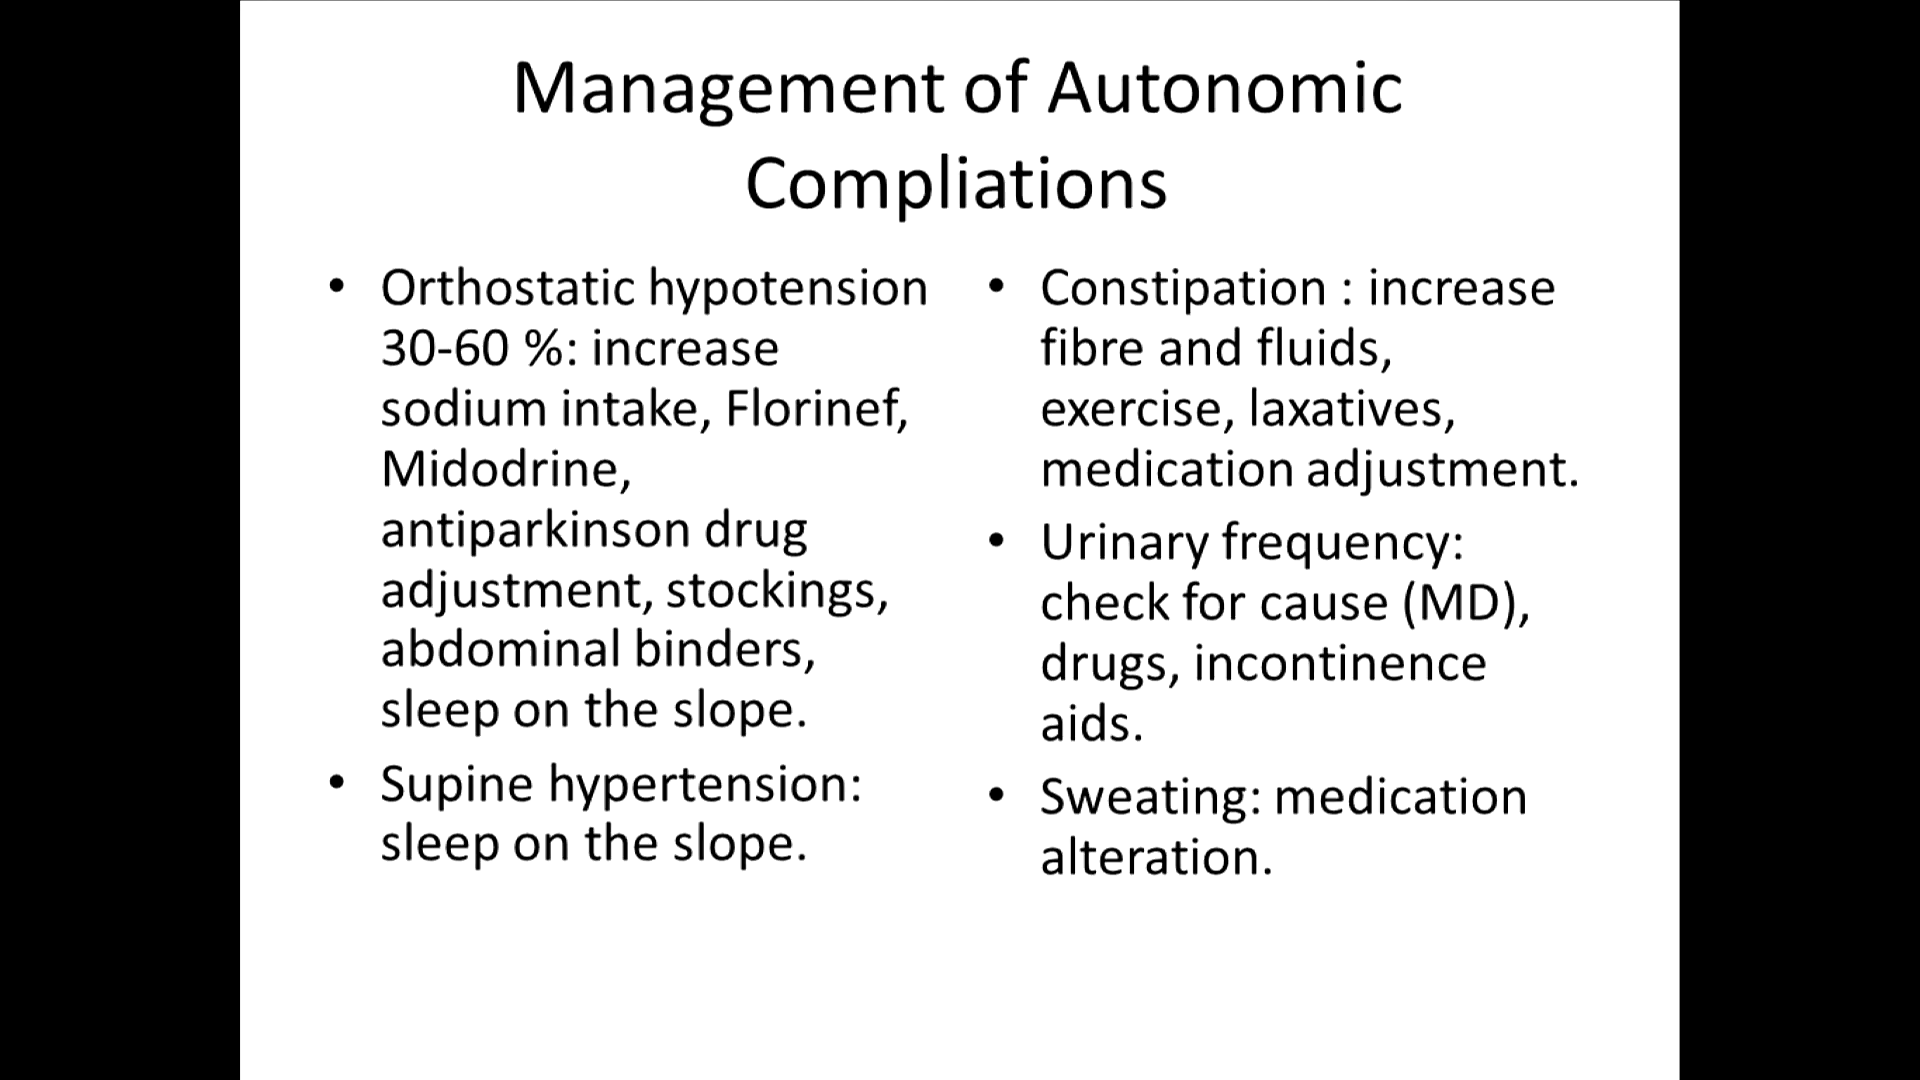 Management of Autonomic
Compliations
• Orthostatic hypotension
30-60 %: increase
sodium intake, Florinef,
Midodrine,
antiparkinson drug
adjustment, stockings,
abdominal binders,
sleep on the slope.
• Supine hypertension:
sleep on the slope.
• Constipation : increase
fibre and fluids,
exercise, laxatives,
medication adjustment.
• Urinary frequency:
check for cause (MD),
drugs, incontinence
aids.
• Sweating: medication
alteration.